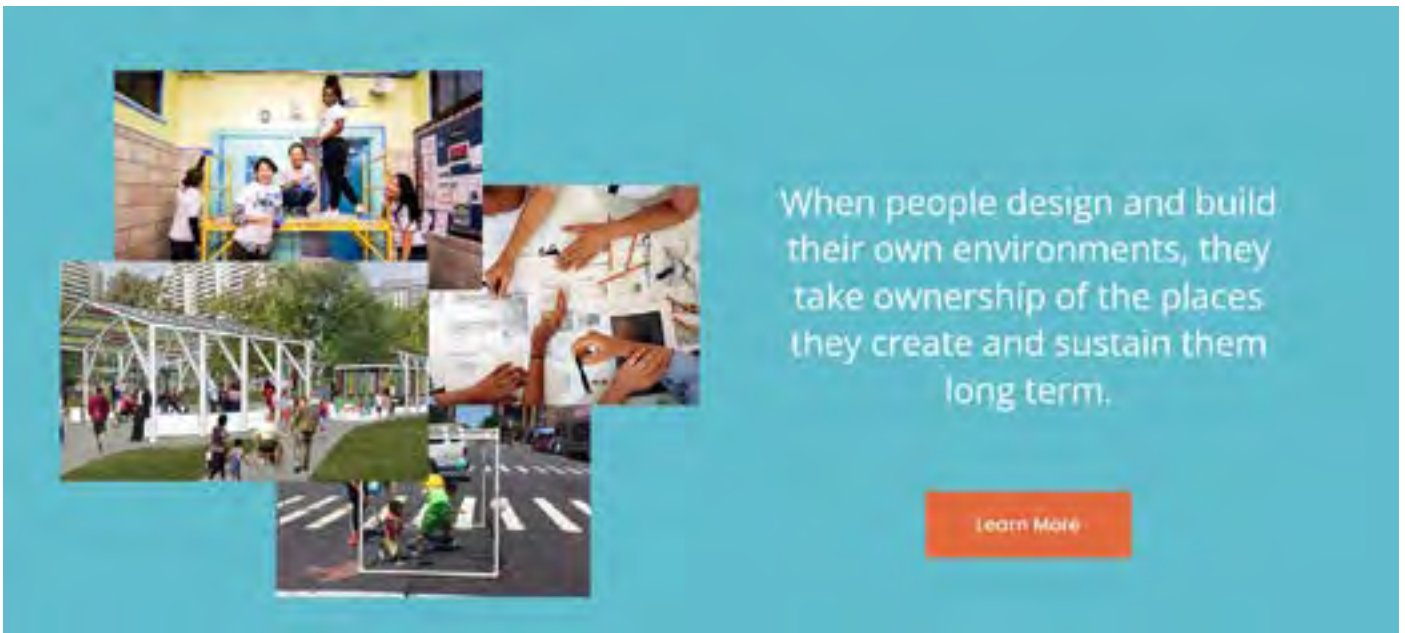 When people design and build
their own environments, they
take ownership of the places
they create and sustain them
long term.
Learn More